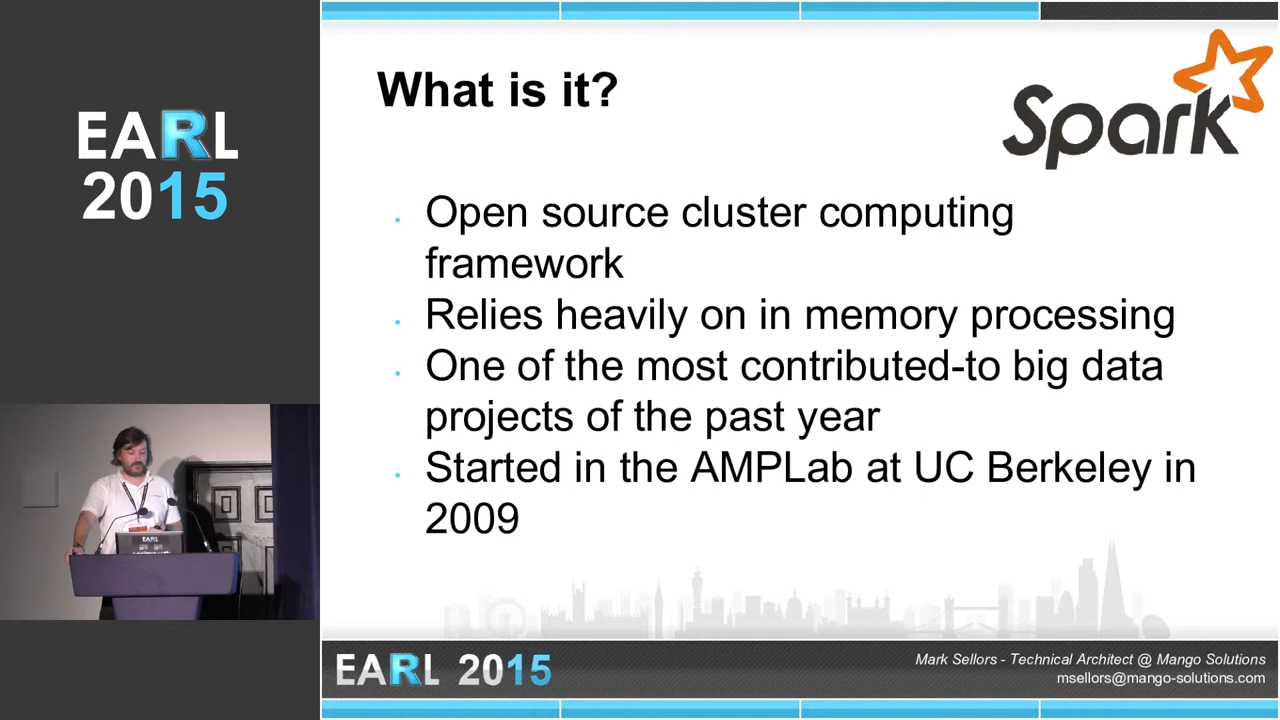 EARL
2015
What is it?
Spark
Open source cluster computing
framework
Relies heavily on in memory processing
One of the most contributed-to big data
projects of the past year
Started in the AMPLab at UC Berkeley in
2009
EARL
EARL 2015
Mark Sellors - Technical Architect @ Mango Solutions
msellors@mango-solutions.com